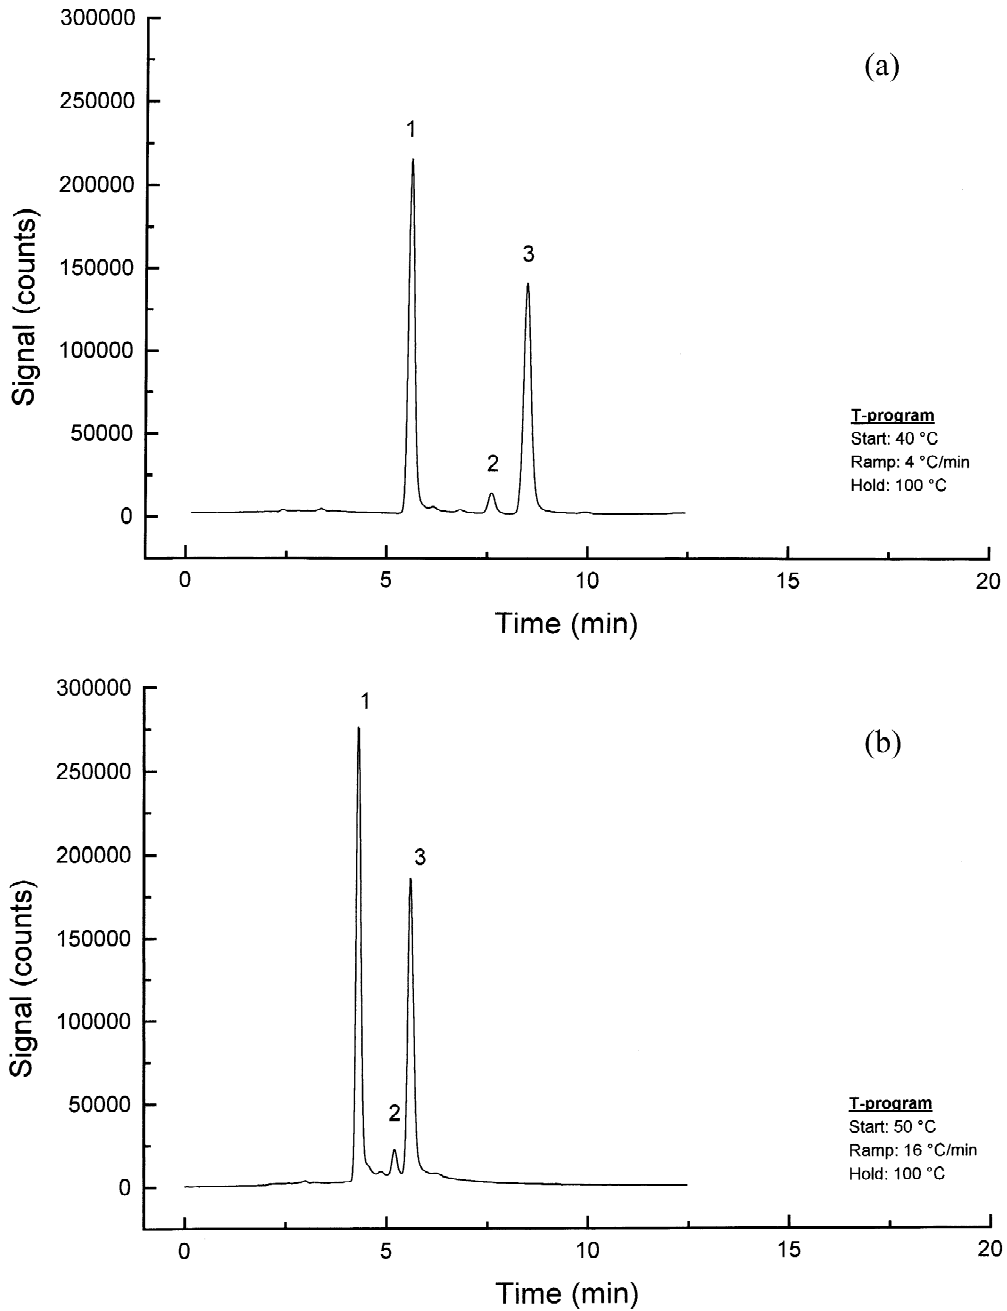 300000
250000
200000
150000
100000
50000
0
Signal (counts)
(a)
1
2
3
T-program
Start: 40 °C
Ramp: 4 °C/min
Hold: 100 °C
0 5 10 15 20
Time (min)
300000
250000
200000
150000
100000
50000
0
Signal (counts)
(b)
1
2
3
T-program
Start: 50 °C
Ramp: 16 °C/min
Hold: 100 °C
0 5 10 15 20
Time (min)